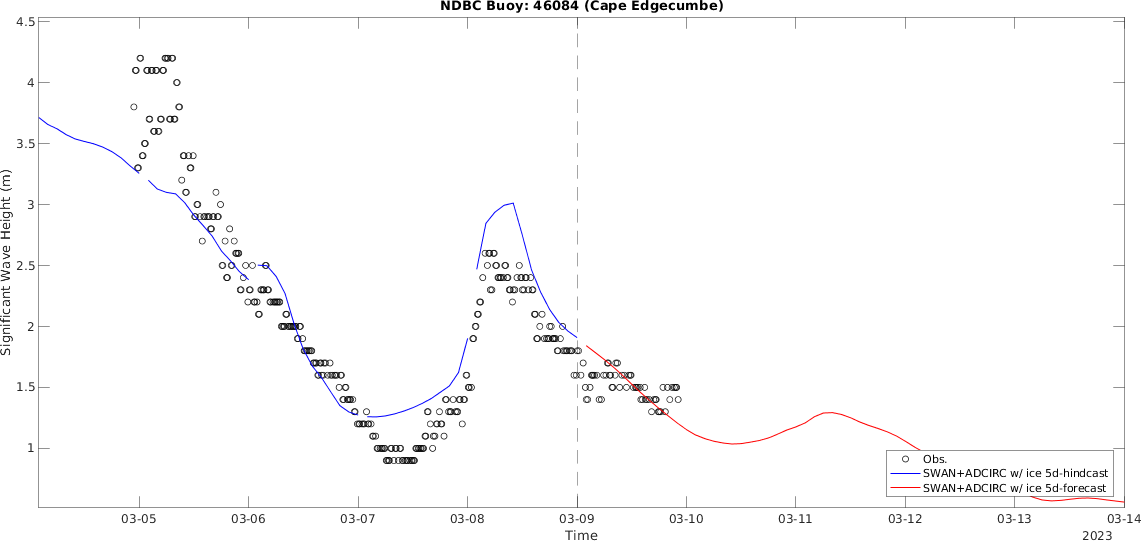 NDBC Buoy: 46084 (Cape Edgecumbe)
4.5
4
3.5
3
2.5
2
1.5
1
Significant Wave Height (m)
Obs.
SWAN+ADCIRC w/ ice 5d-hindcast
SWAN+ADCIRC w/ ice 5d-forecast
03-05 03-06 03-07 03-08 03-09 03-10 03-11 03-12 03-13 03-14
Time
2023